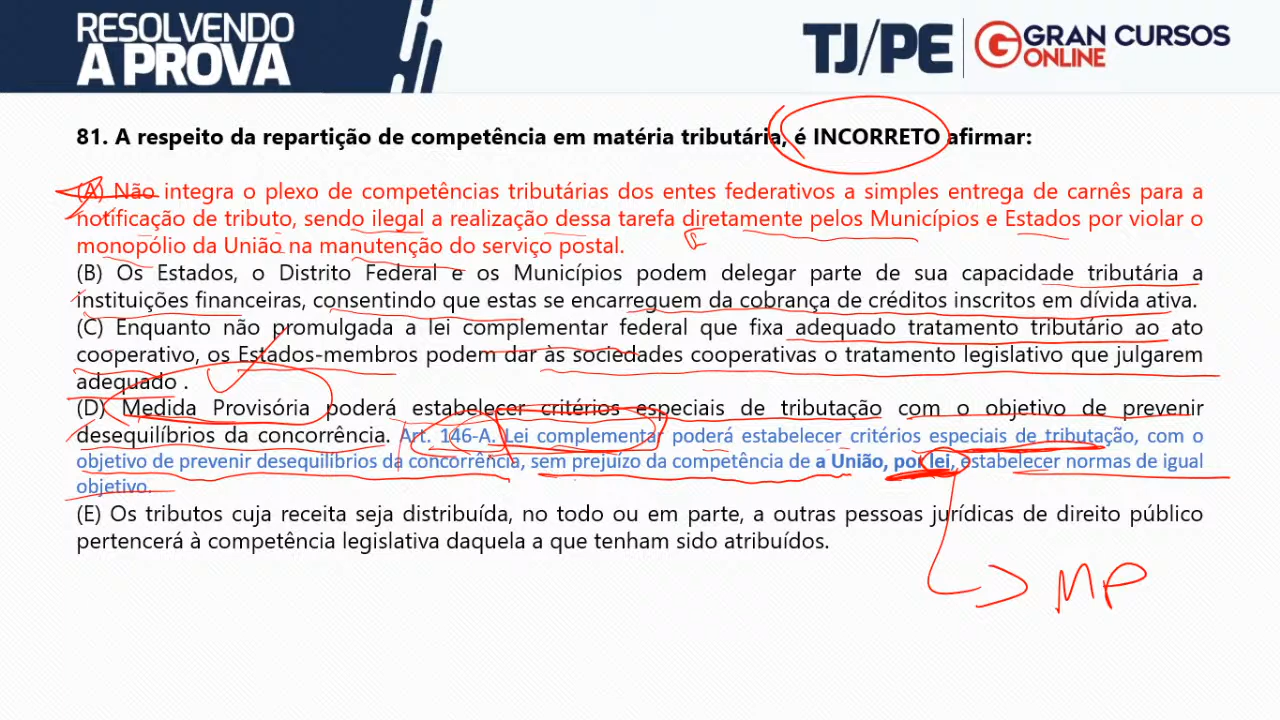 RESOLVENDO
A PROVA
TJ/PE
GRAN CURSOS
ONLINE
81. A respeito da repartição de competência em matéria tributária, é INCORRETO afirmar:
(A) Não integra o plexo de competências tributárias dos entes federativos a simples entrega de carnês para a
notificação de tributo, sendo ilegal a realização dessa tarefa diretamente pelos Municípios e Estados por violar o
monopólio da União na manutenção do serviço postal.
(B) Os Estados, o Distrito Federal e os Municípios podem delegar parte de sua capacidade tributária a
instituições financeiras, consentindo que estas se encarreguem da cobrança de créditos inscritos em dívida ativa.
(C) Enquanto não promulgada a lei complementar federal que fixa adequado tratamento tributário ao ato
cooperativo, os Estados-membros podem dar às sociedades cooperativas o tratamento legislativo que julgarem
adequado .
(D) Medida Provisória poderá estabelecer critérios especiais de tributação com o objetivo de prevenir
desequilíbrios da concorrência. Art. 146-A. Lei complementar poderá estabelecer critérios especiais de tributação, com o
objetivo de prevenir desequilíbrios da concorrência, sem prejuízo da competência de a União, por lei, estabelecer normas de igual
objetivo.
(E) Os tributos cuja receita seja distribuída, no todo ou em parte, a outras pessoas jurídicas de direito público
pertencerá à competência legislativa daquela a que tenham sido atribuídos.
MP